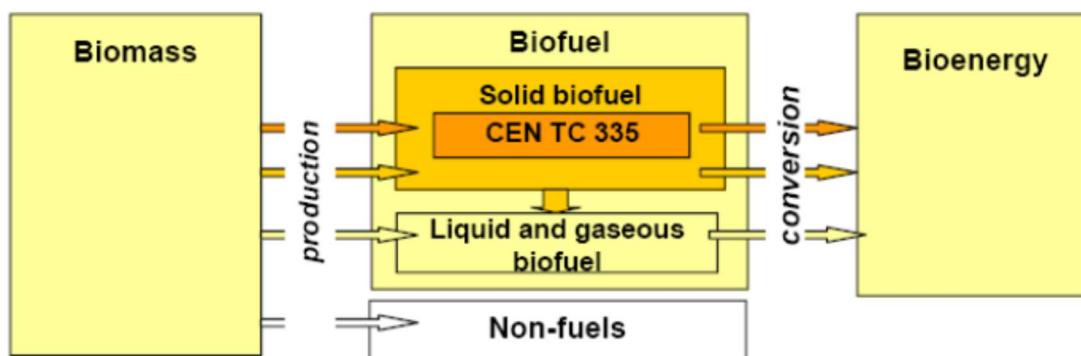 Biomass
production
Biofuel
Solid biofuel
CEN TC 335
Liquid and gaseous
biofuel
Non-fuels
conversion
Bioenergy